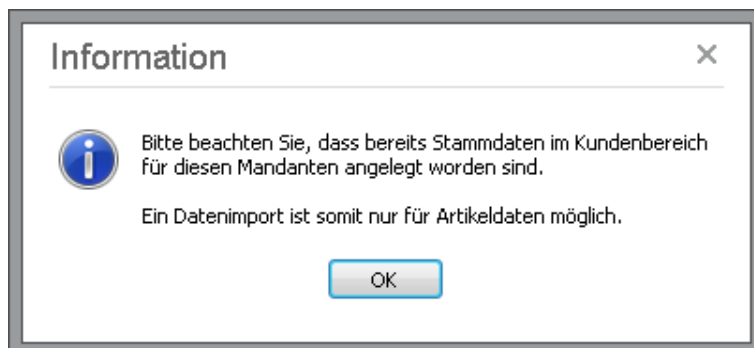 Information
Bitte beachten Sie, dass bereits Stammdaten im Kundenbereich
für diesen Mandanten angelegt worden sind.
Ein Datenimport ist somit nur für Artikeldaten möglich.
OK